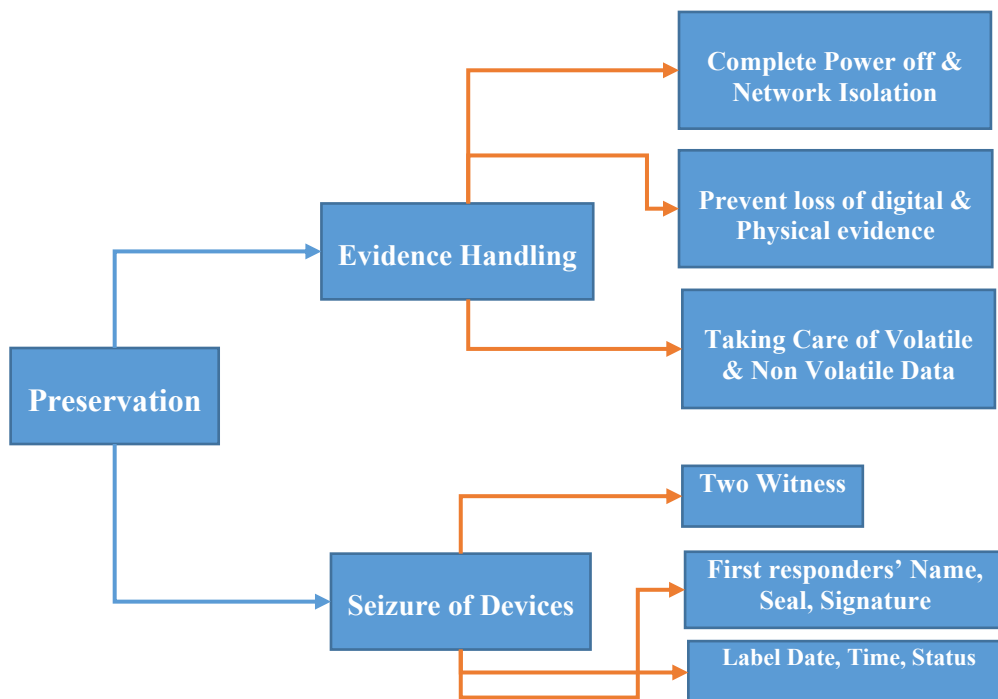 Complete Power off &
Network Isolation
Prevent loss of digital &
Physical evidence
Evidence Handling
Taking Care of Volatile
& Non Volatile Data
Preservation
Two Witness
First responders’ Name,
Seal, Signature
Seizure of Devices
Label Date, Time, Status